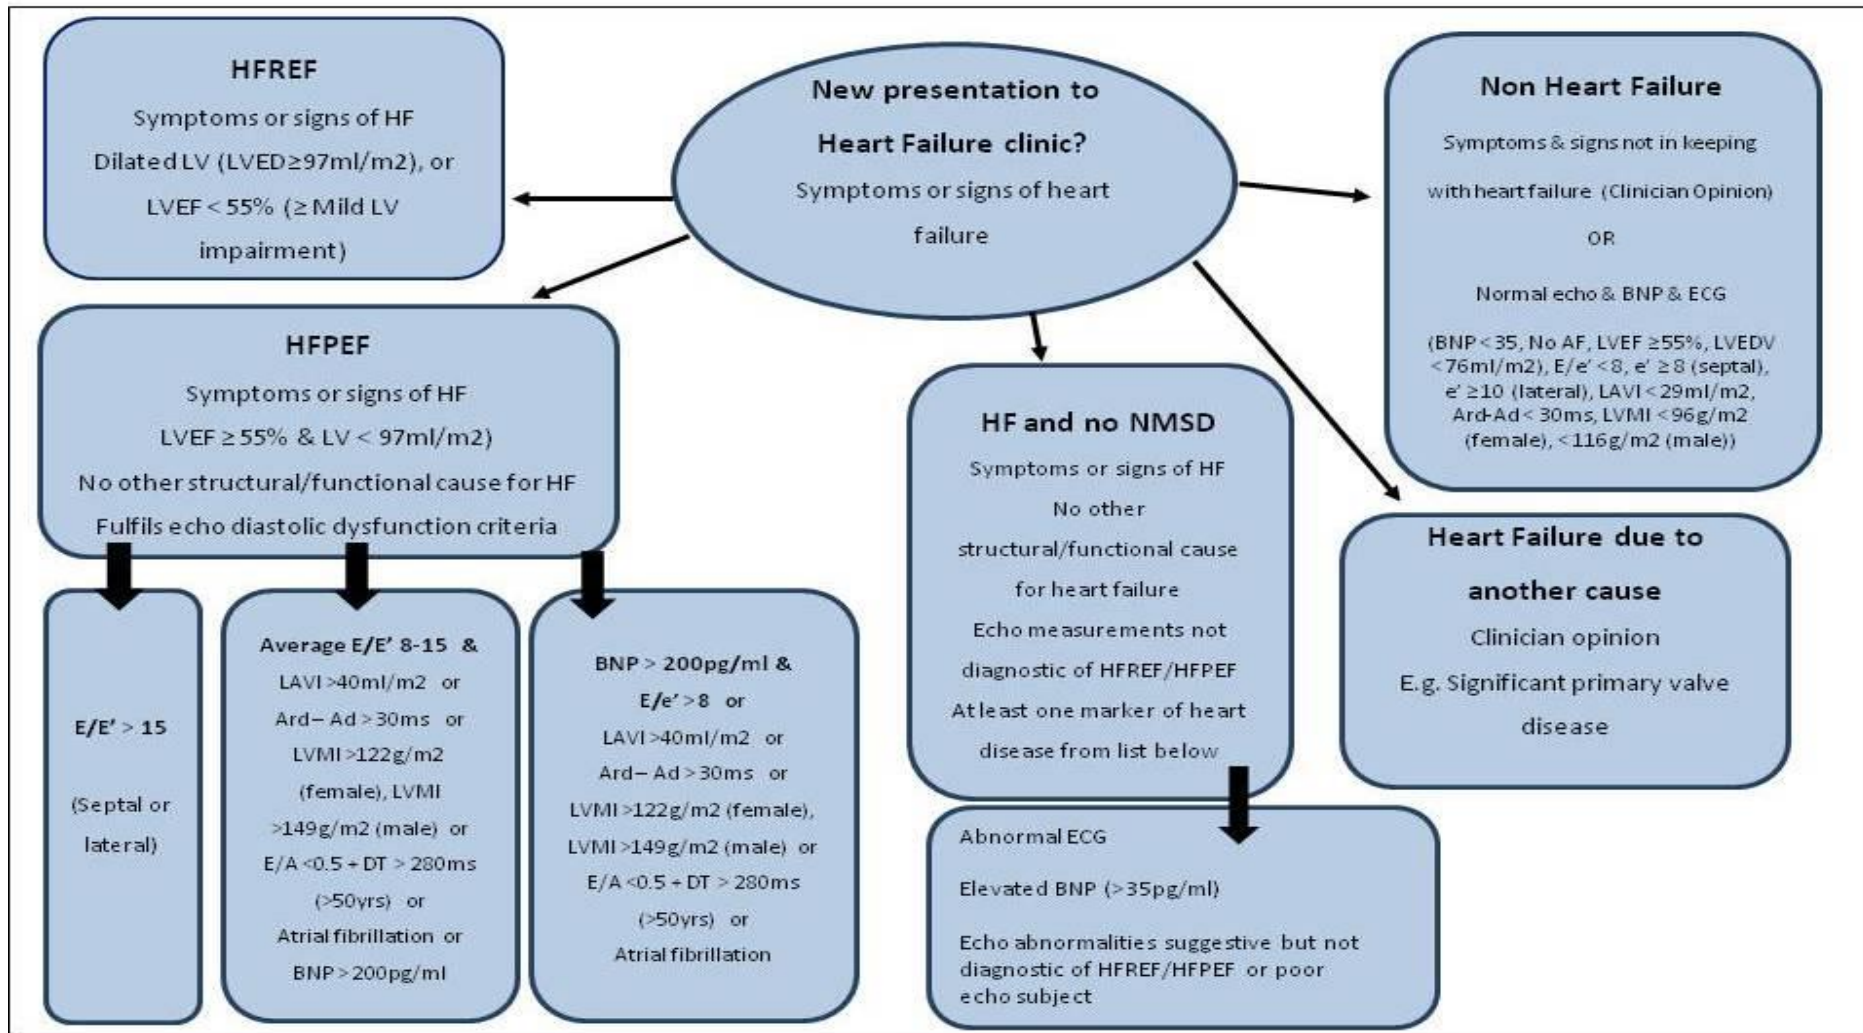 HFREF
Symptoms or signs of HF
Dilated LV (LVED≥97ml/m2), or
LVEF < 55% (≥ Mild LV
impairment)
New presentation to
Heart Failure clinic?
Symptoms or signs of heart
failure
Non Heart Failure
Symptoms & signs not in keeping
with heart failure (Clinician Opinion)
OR
Normal echo & BNP & ECG
(BNP < 35, No AF, LVEF ≥55%, LVEDV
<76ml/m2), E/e' <8, e' ≥ 8 (septal),
e' ≥10 (lateral), LAVI < 29ml/m2,
Ard-Ad < 30ms, LVMI <96g/m2
(female), <116g/m2 (male))
HFPEF
Symptoms or signs of HF
LVEF ≥ 55% & LV < 97ml/m2)
No other structural/functional cause for HF
Fulfils echo diastolic dysfunction criteria
E/E' > 15
(Septal or
lateral)
Average E/E' 8-15 &
LAVI >40ml/m2 or
Ard – Ad > 30ms or
LVMI >122g/m2
(female), LVMI
>149g/m2 (male) or
E/A <0.5 + DT > 280ms
(>50yrs) or
Atrial fibrillation or
BNP > 200pg/ml
BNP > 200pg/ml &
E/e' > 8 or
LAVI >40ml/m2 or
Ard – Ad > 30ms or
LVMI >122g/m2 (female),
LVMI >149g/m2 (male) or
E/A <0.5 + DT > 280ms
(>50yrs) or
Atrial fibrillation
HF and no NMSD
Symptoms or signs of HF
No other
structural/functional cause
for heart failure
Echo measurements not
diagnostic of HFREF/HFPEF
At least one marker of heart
disease from list below
Abnormal ECG
Elevated BNP (>35pg/ml)
Echo abnormalities suggestive but not
diagnostic of HFREF/HFPEF or poor
echo subject
Heart Failure due to
another cause
Clinician opinion
E.g. Significant primary valve
disease